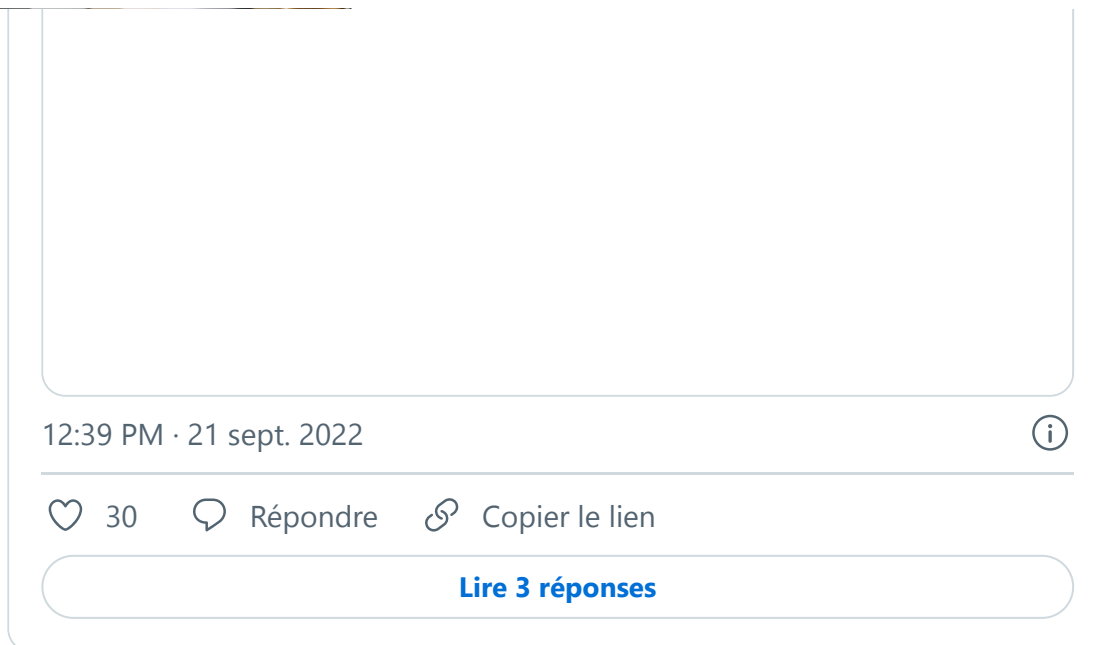 12:39 PM · 21 sept. 2022
30 Répondre Copier le lien
Lire 3 réponses